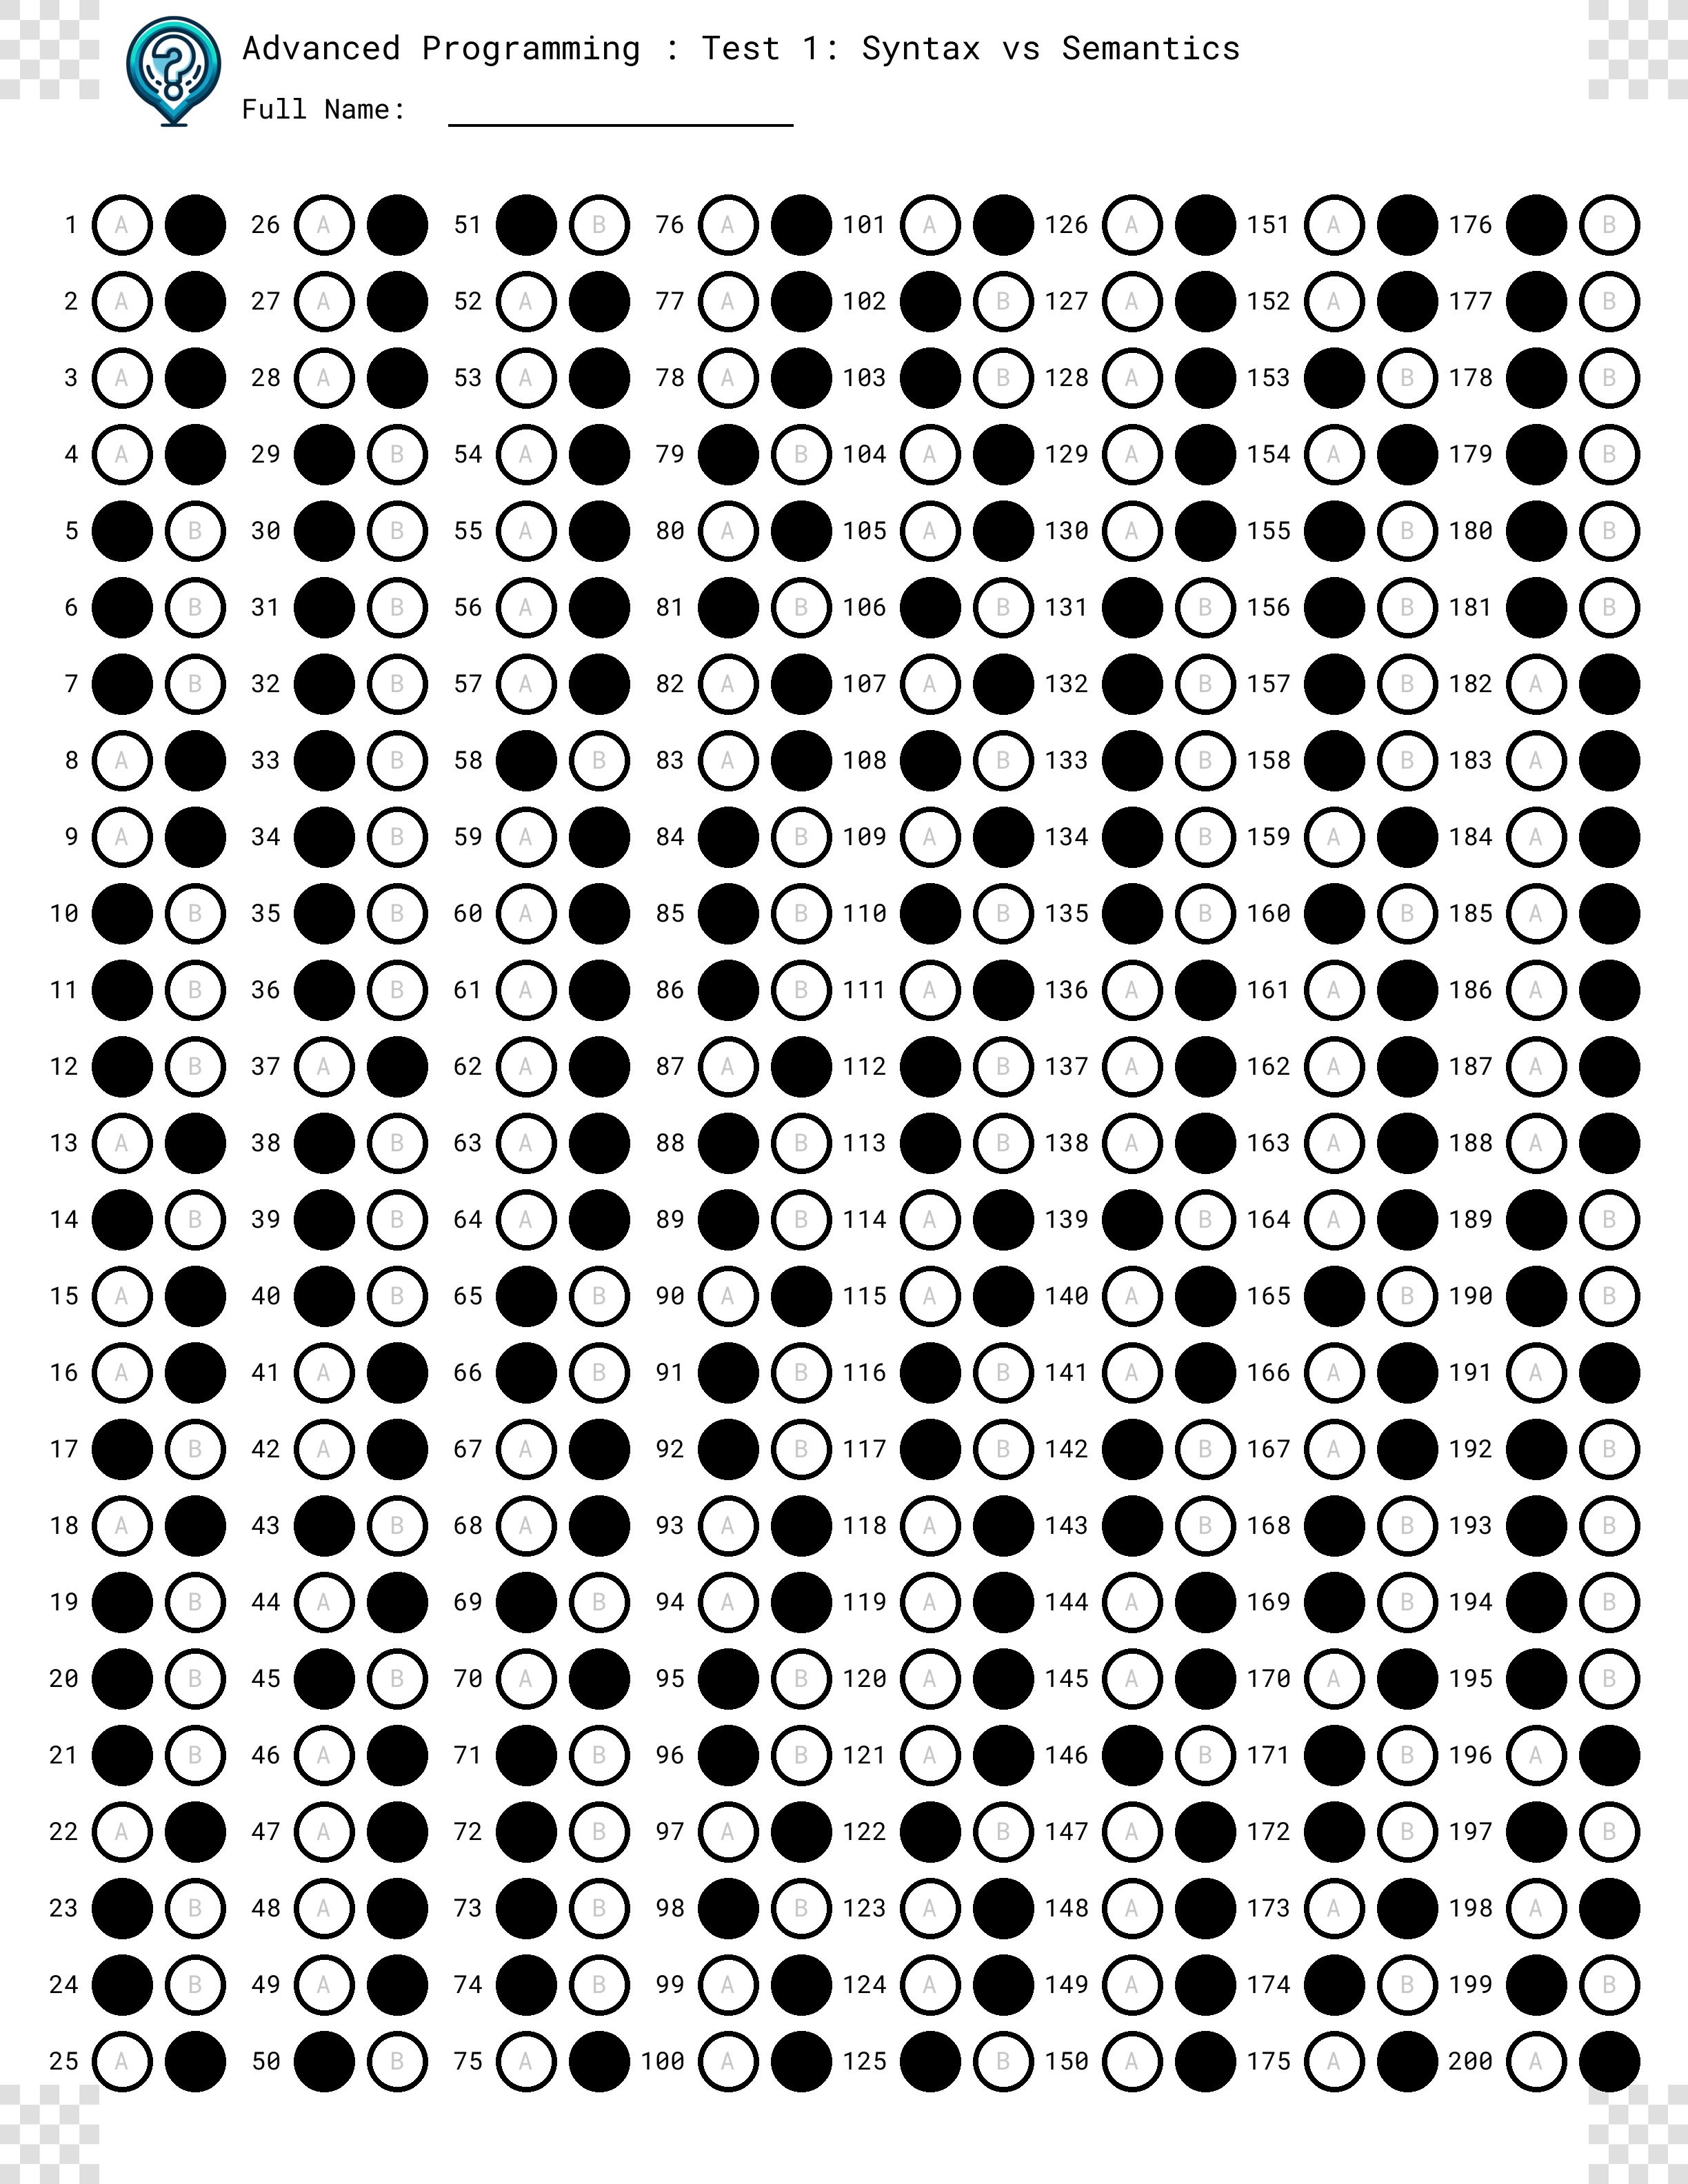 Advanced Programming : Test 1: Syntax vs Semantics
Full Name:
1 A 26 A 51 B 76 A 101 A 126 A 151 A 176 B
2 A 27 A 52 A 77 A 102 B 127 A 152 A 177 B
3 A 28 A 53 A 78 A 103 B 128 A 153 B 178 B
4 A 29 B 54 A 79 B 104 A 129 A 154 A 179 B
5 B 30 B 55 A 80 A 105 A 130 A 155 B 180 B
6 B 31 B 56 A 81 B 106 B 131 B 156 B 181 B
7 B 32 B 57 A 82 A 107 A 132 B 157 B 182 A
8 A 33 B 58 B 83 A 108 B 133 B 158 B 183 A
9 A 34 B 59 A 84 B 109 A 134 B 159 A 184 A
10 B 35 B 60 A 85 B 110 B 135 B 160 B 185 A
11 B 36 B 61 A 86 B 111 A 136 A 161 A 186 A
12 B 37 A 62 A 87 A 112 B 137 A 162 A 187 A
13 A 38 B 63 A 88 B 113 B 138 A 163 A 188 A
14 B 39 B 64 A 89 B 114 A 139 B 164 A 189 B
15 A 40 B 65 B 90 A 115 A 140 A 165 B 190 B
16 A 41 A 66 B 91 B 116 B 141 A 166 A 191 A
17 B 42 A 67 A 92 B 117 B 142 B 167 A 192 B
18 A 43 B 68 A 93 A 118 A 143 B 168 B 193 B
19 B 44 A 69 B 94 A 119 A 144 A 169 B 194 B
20 B 45 B 70 A 95 B 120 A 145 A 170 A 195 B
21 B 46 A 71 B 96 B 121 A 146 B 171 B 196 A
22 A 47 A 72 B 97 A 122 B 147 A 172 B 197 B
23 B 48 A 73 B 98 B 123 A 148 A 173 A 198 A
24 B 49 A 74 B 99 A 124 A 149 A 174 B 199 B
25 A 50 B 75 A 100 A 125 B 150 A 175 A 200 A